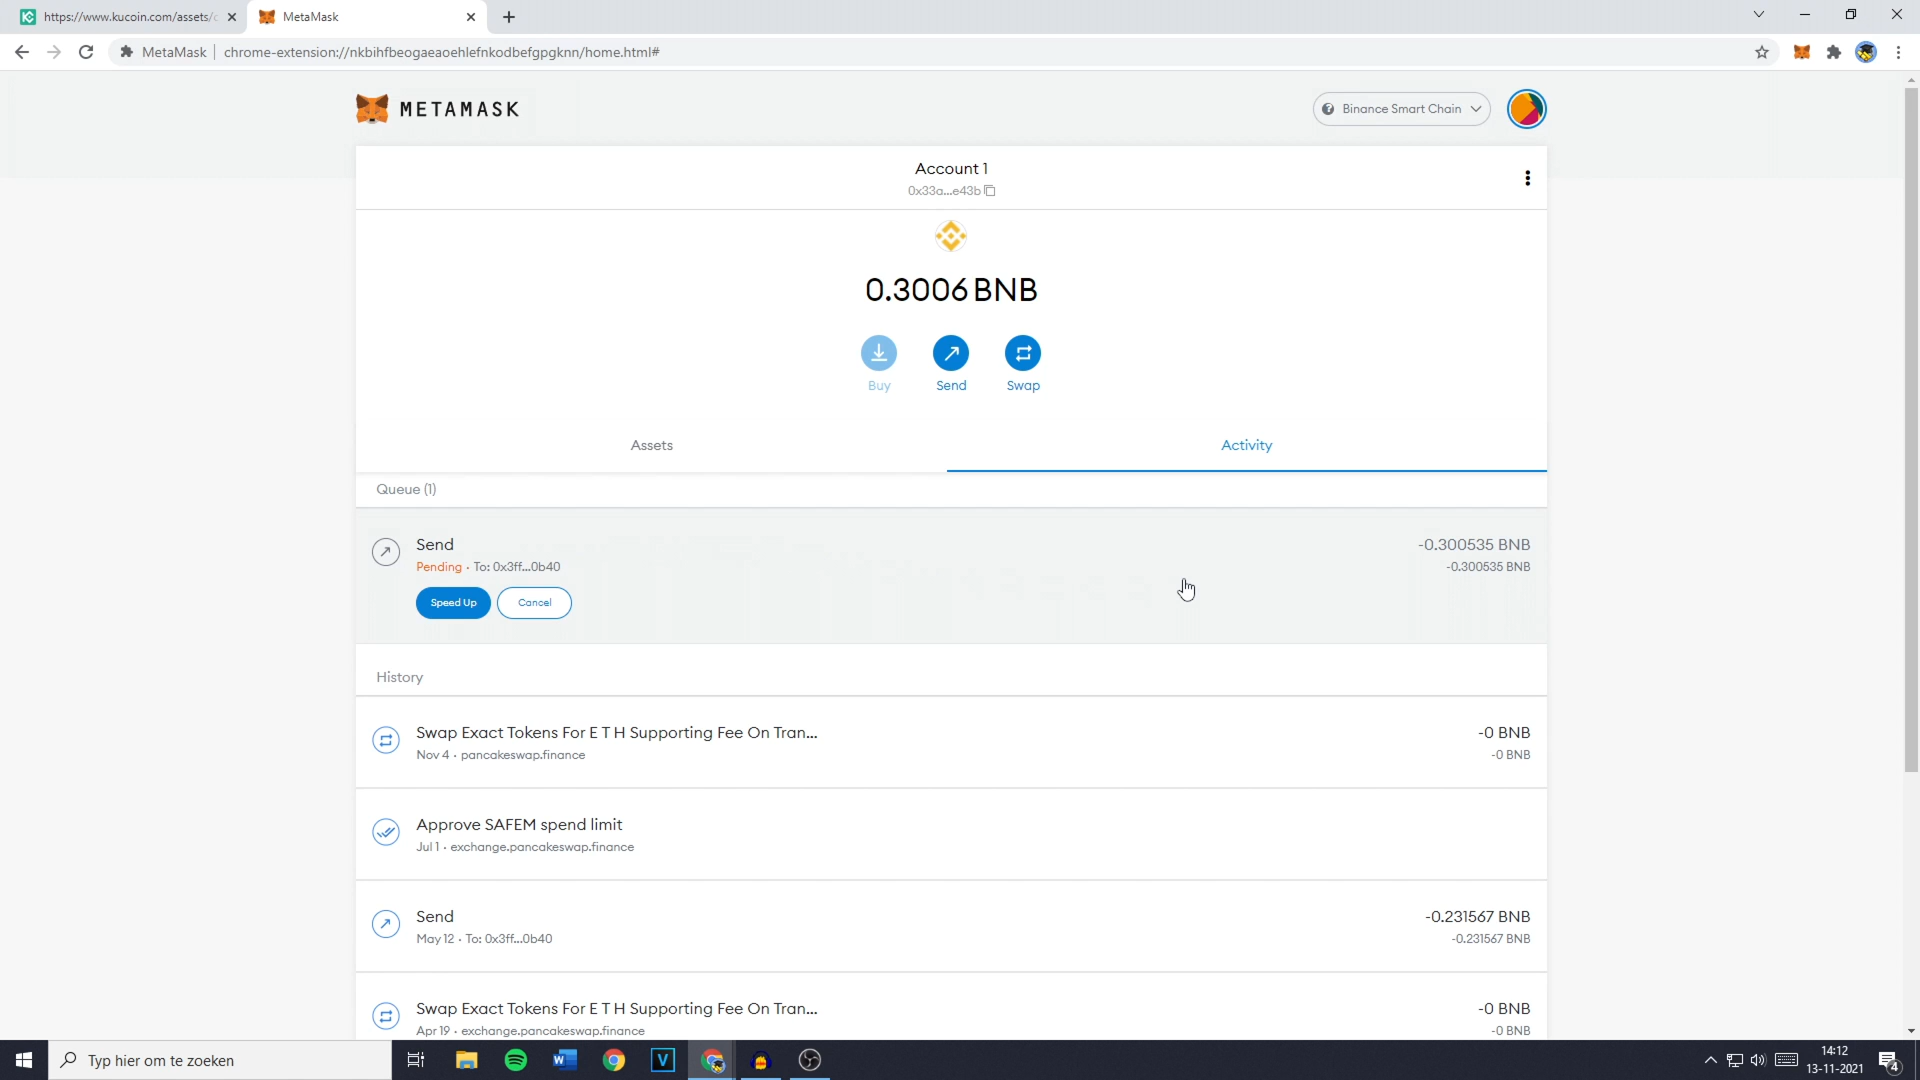 https://www.kucoin.com/assets/c
MetaMask
MetaMask
chrome-extension://nkbihfbeogaeaoehlefnkodbefgpgknn/home.html#
METAMASK
Binance Smart Chain
Account 1
0x33a...e43b
0.3006 BNB
Buy
Send
Swap
Assets
Activity
Queue (1)
Send
-0.300535 BNB
Pending · To: 0x3ff...0b40
-0.300535 BNB
Speed Up
Cancel
History
Swap Exact Tokens For E T H Supporting Fee On Tran...
-0 BNB
Nov 4 · pancakeswap.finance
-0 BNB
Approve SAFEM spend limit
Jul 1 · exchange.pancakeswap.finance
Send
-0.231567 BNB
May 12 · To: 0x3ff...0b40
-0.231567 BNB
Swap Exact Tokens For E T H Supporting Fee On Tran...
-0 BNB
Apr 19 · exchange.pancakeswap.finance
-0 BNB
Typ hier om te zoeken
14:12
13-11-2021
4